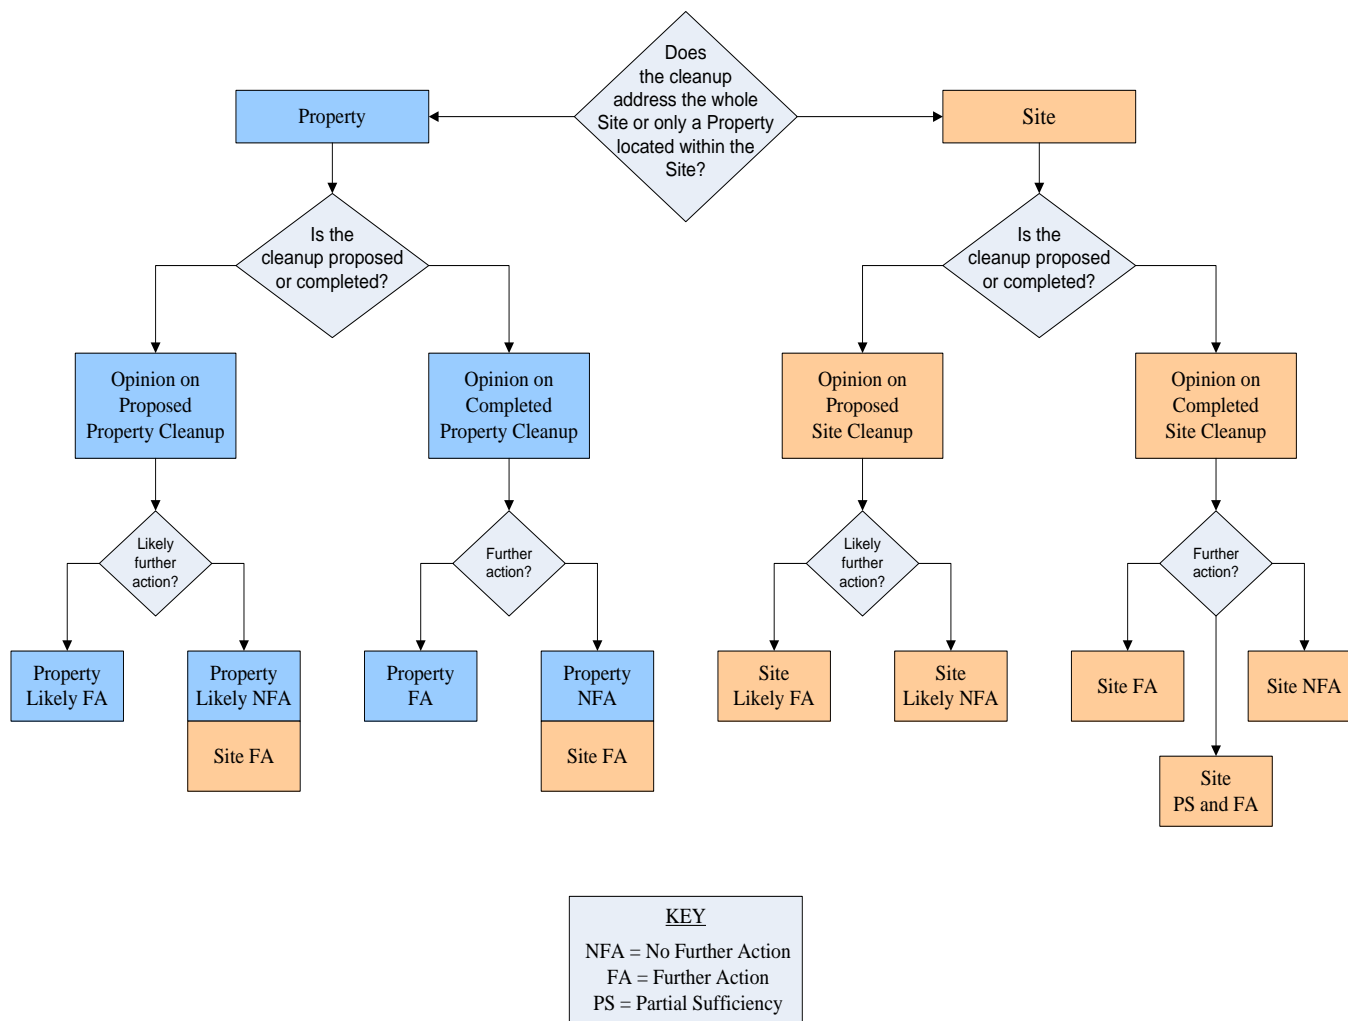 Does
the cleanup
address the whole
Site or only a Property
located within the
Site?
Property
Site
Is the
cleanup proposed
or completed?
Is the
cleanup proposed
or completed?
Opinion on
Proposed
Property Cleanup
Opinion on
Completed
Property Cleanup
Opinion on
Proposed
Site Cleanup
Opinion on
Completed
Site Cleanup
Likely
further
action?
Further
action?
Likely
further
action?
Further
action?
Property
Likely FA
Property
Likely NFA
Site FA
Property
FA
Property
NFA
Site FA
Site
Likely FA
Site
Likely NFA
Site FA
Site NFA
Site
PS and FA
KEY
NFA = No Further Action
FA = Further Action
PS = Partial Sufficiency